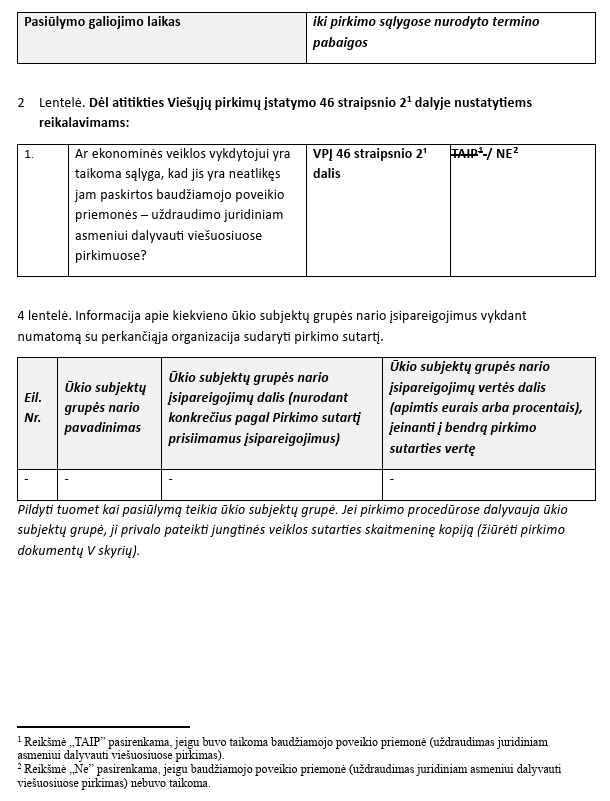 Pasiūlymo galiojimo laikas
iki pirkimo sąlygose nurodyto termino
pabaigos
2 Lentelė. Dėl atitikties Viešųjų pirkimų įstatymo 46 straipsnio 2¹ dalyje nustatytiems
reikalavimams:
1.
Ar ekonominės veiklos vykdytojui yra
taikoma sąlyga, kad jis yra neatlikęs
jam paskirtos baudžiamojo poveikio
priemonės – uždraudimo juridiniam
asmeniui dalyvauti viešuosiuose
pirkimuose?
VPĮ 46 straipsnio 2¹
dalis
TAIP¹ / NE²
4 lentelė. Informacija apie kiekvieno ūkio subjektų grupės nario įsipareigojimus vykdant
numatomą su perkančiąja organizacija sudaryti pirkimo sutartį.
Eil.
Nr.
Ūkio subjektų
grupės nario
pavadinimas
Ūkio subjektų grupės nario
įsipareigojimų dalis (nurodant
konkrečius pagal Pirkimo sutartį
prisiimamus įsipareigojimus)
Ūkio subjektų grupės nario
įsipareigojimų vertės dalis
(apimtis eurais arba procentais),
įeinanti į bendrą pirkimo
sutarties vertę
- - - -
Pildyti tuomet kai pasiūlymą teikia ūkio subjektų grupė. Jei pirkimo procedūrose dalyvauja ūkio
subjektų grupė, ji privalo pateikti jungtinės veiklos sutarties skaitmeninę kopiją (žiūrėti pirkimo
dokumentų V skyrių).
¹ Reikšmė „TAIP” pasirenkama, jeigu buvo taikoma baudžiamojo poveikio priemonė (uždraudimas juridiniam
asmeniui dalyvauti viešuosiuose pirkimas).
² Reikšmė „Ne” pasirenkama, jeigu baudžiamojo poveikio priemonė (uždraudimas juridiniam asmeniui dalyvauti
viešuosiuose pirkimas) nebuvo taikoma.